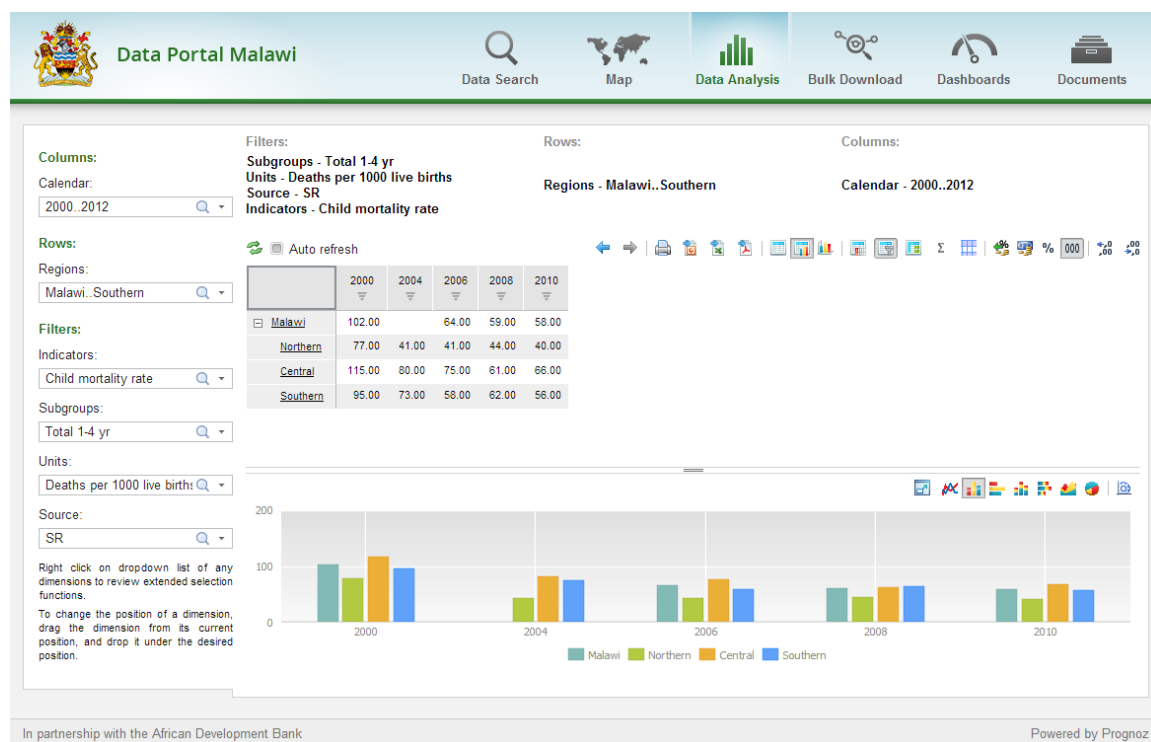 Data Portal Malawi
Data Search
Map
Data Analysis
Bulk Download
Dashboards
Documents
Columns:
Calendar:
2000..2012
Rows:
Regions:
Malawi..Southern
Filters:
Indicators:
Child mortality rate
Subgroups:
Total 1-4 yr
Units:
Deaths per 1000 live births
Source:
SR
Right click on dropdown list of any
dimensions to review extended selection
functions.
To change the position of a dimension,
drag the dimension from its current
position, and drop it under the desired
position.
Filters:
Subgroups - Total 1-4 yr
Units - Deaths per 1000 live births
Source - SR
Indicators - Child mortality rate
Rows:
Regions - Malawi..Southern
Columns:
Calendar - 2000..2012
Auto refresh
Σ % 000
2000 2004 2006 2008 2010
Malawi 102.00 64.00 59.00 58.00
Northern 77.00 41.00 41.00 44.00 40.00
Central 115.00 80.00 75.00 61.00 66.00
Southern 95.00 73.00 58.00 62.00 56.00
200
100
0
2000 2004 2006 2008 2010
Malawi Northern Central Southern
In partnership with the African Development Bank
Powered by Prognoz